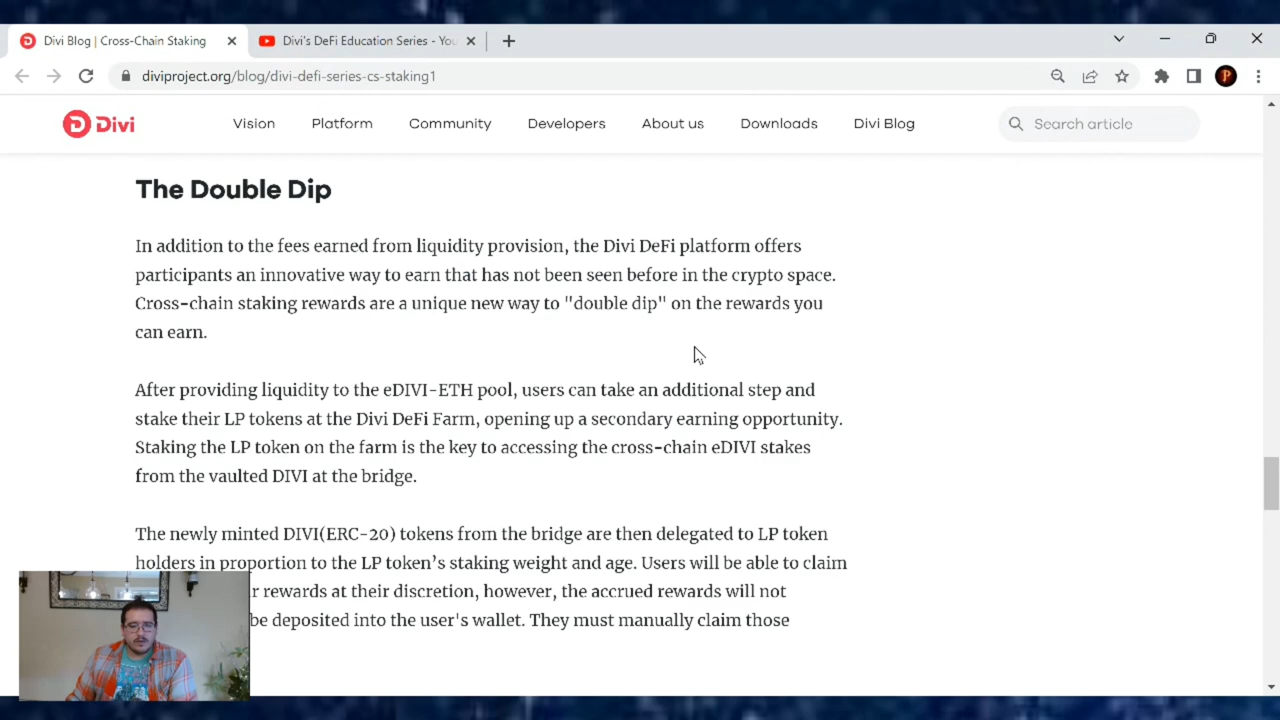 Divi Blog | Cross-Chain Staking
Divi's DeFi Education Series - You
diviproject.org/blog/divi-defi-series-cs-staking1
Divi
Vision
Platform
Community
Developers
About us
Downloads
Divi Blog
Search article
The Double Dip
In addition to the fees earned from liquidity provision, the Divi DeFi platform offers
participants an innovative way to earn that has not been seen before in the crypto space.
Cross-chain staking rewards are a unique new way to "double dip" on the rewards you
can earn.
After providing liquidity to the eDIVI-ETH pool, users can take an additional step and
stake their LP tokens at the Divi DeFi Farm, opening up a secondary earning opportunity.
Staking the LP token on the farm is the key to accessing the cross-chain eDIVI stakes
from the vaulted DIVI at the bridge.
The newly minted DIVI(ERC-20) tokens from the bridge are then delegated to LP token
holders in proportion to the LP token's staking weight and age. Users will be able to claim
r rewards at their discretion, however, the accrued rewards will not
be deposited into the user's wallet. They must manually claim those